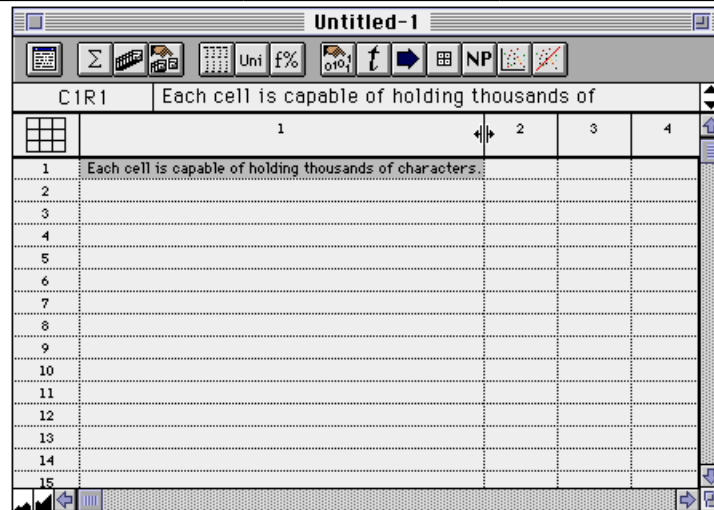 Untitled-1
Σ Uni f% 0101 t NP
C1R1 Each cell is capable of holding thousands of
1 2 3 4
1 Each cell is capable of holding thousands of characters.
2
3
4
5
6
7
8
9
10
11
12
13
14
15